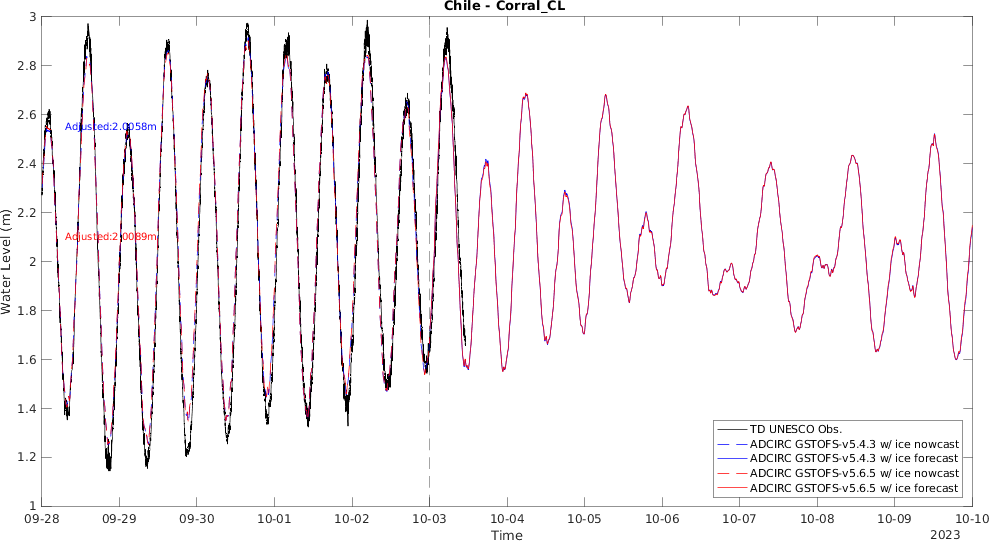 Chile - Corral_CL
3
2.8
2.6
2.4
2.2
2
1.8
1.6
1.4
1.2
1
Water Level (m)
Adjusted:2.0058m
Adjusted:2.0089m
TD UNESCO Obs.
ADCIRC GSTOFS-v5.4.3 w/ ice nowcast
ADCIRC GSTOFS-v5.4.3 w/ ice forecast
ADCIRC GSTOFS-v5.6.5 w/ ice nowcast
ADCIRC GSTOFS-v5.6.5 w/ ice forecast
09-28 09-29 09-30 10-01 10-02 10-03 10-04 10-05 10-06 10-07 10-08 10-09 10-10
Time
2023